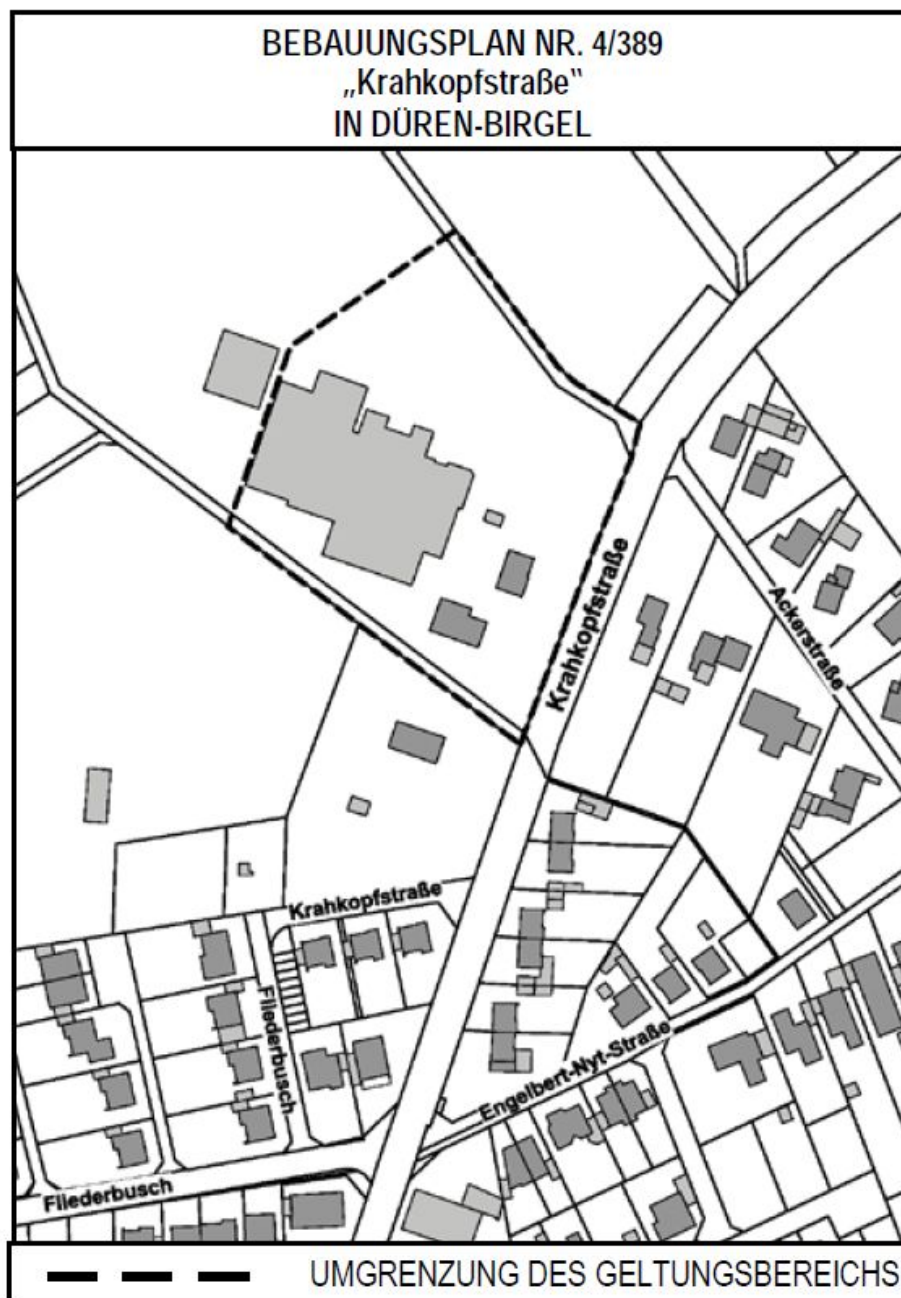 BEBAUUNGSPLAN NR. 4/389
„Krahkopfstraße“
IN DÜREN-BIRGEL
Krahkopfstraße
Ackerstraße
Krahkopfstraße
Fliederbusch
Engelbert-Nyt-Straße
Fliederbusch
UMGRENZUNG DES GELTUNGSBEREICHS